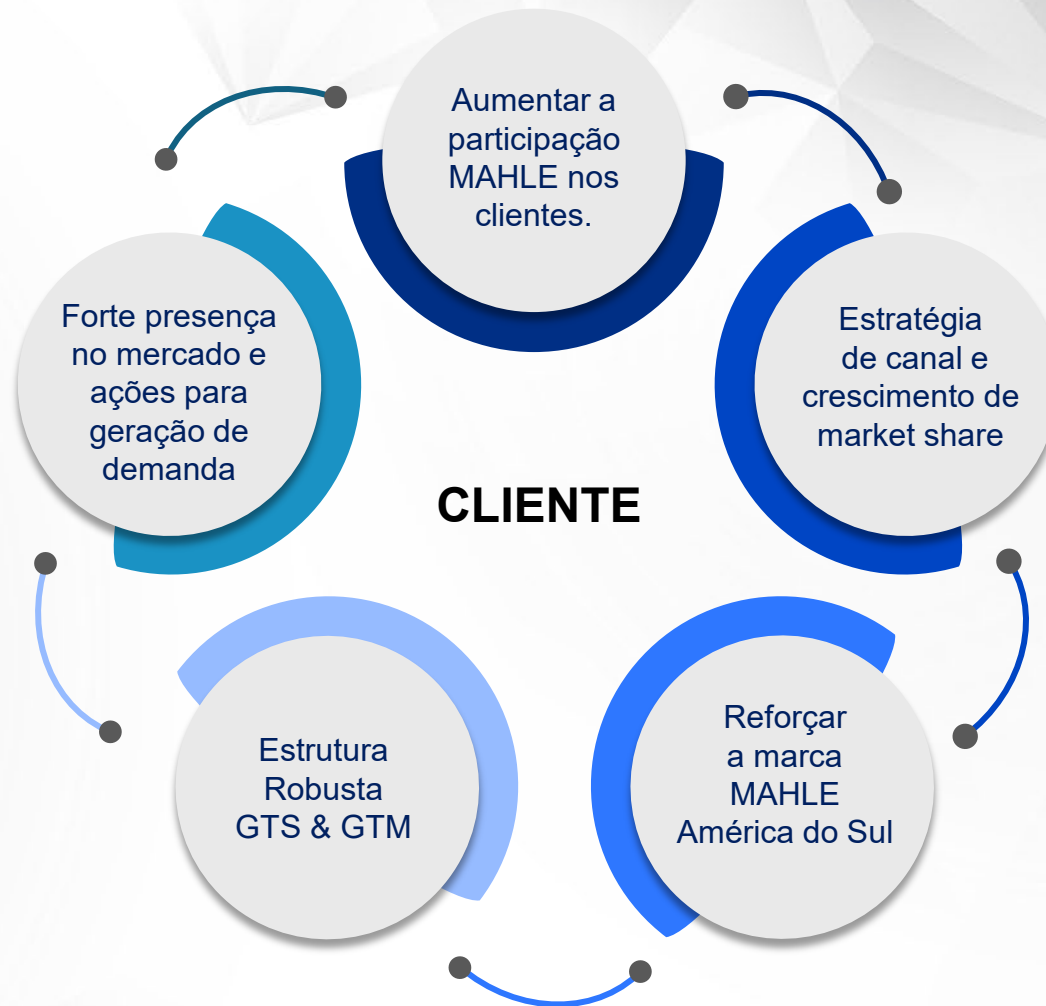 Aumentar a
participação
MAHLE nos
clientes.
Estratégia
de canal e
crescimento de
market share
Reforçar
a marca
MAHLE
América do Sul
Estrutura
Robusta
GTS & GTM
Forte presença
no mercado e
ações para
geração de
demanda
CLIENTE